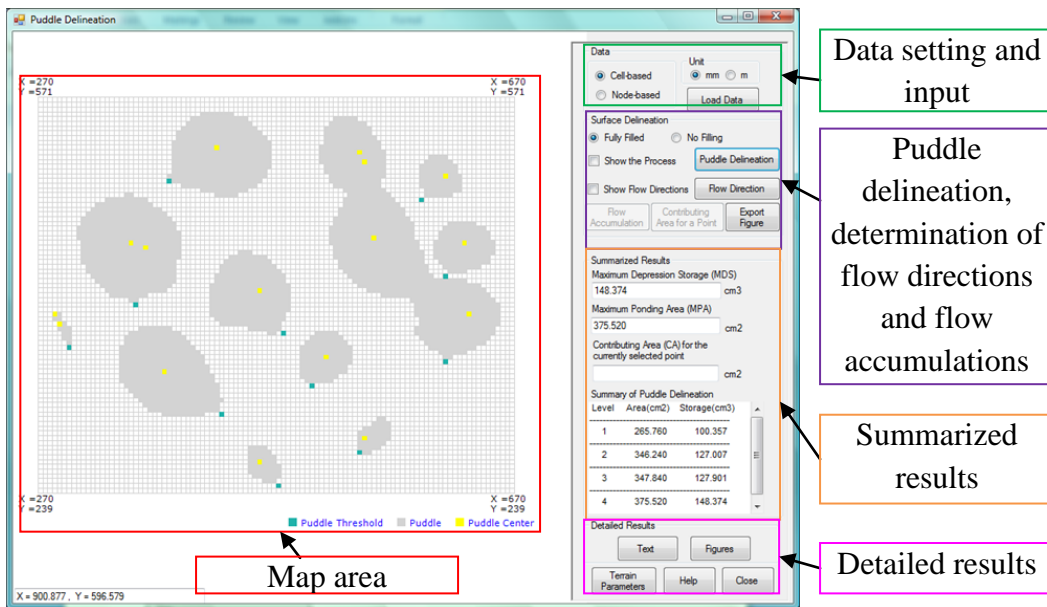 Puddle Delineation
X =270
Y =571
X =670
Y =571
X =270
Y =239
X =670
Y =239
Puddle Threshold Puddle Puddle Center
Map area
X = 900.877 , Y = 596.579
Data
Cell-based
Node-based
Unit
mm m
Load Data
Surface Delineation
Fully Filled No Filling
Show the Process Puddle Delineation
Show Flow Directions Flow Direction
Flow Accumulation
Contributing Area for a Point
Export Figure
Summarized Results
Maximum Depression Storage (MDS)
148.374 cm3
Maximum Ponding Area (MPA)
375.520 cm2
Contributing Area (CA) for the
currently selected point
cm2
Summary of Puddle Delineation
Level Area(cm2) Storage(cm3)
1 265.760 100.357
2 346.240 127.007
3 347.840 127.901
4 375.520 148.374
Detailed Results
Text Figures
Terrain Parameters
Help Close
Data setting and
input
Puddle
delineation,
determination of
flow directions
and flow
accumulations
Summarized
results
Detailed results